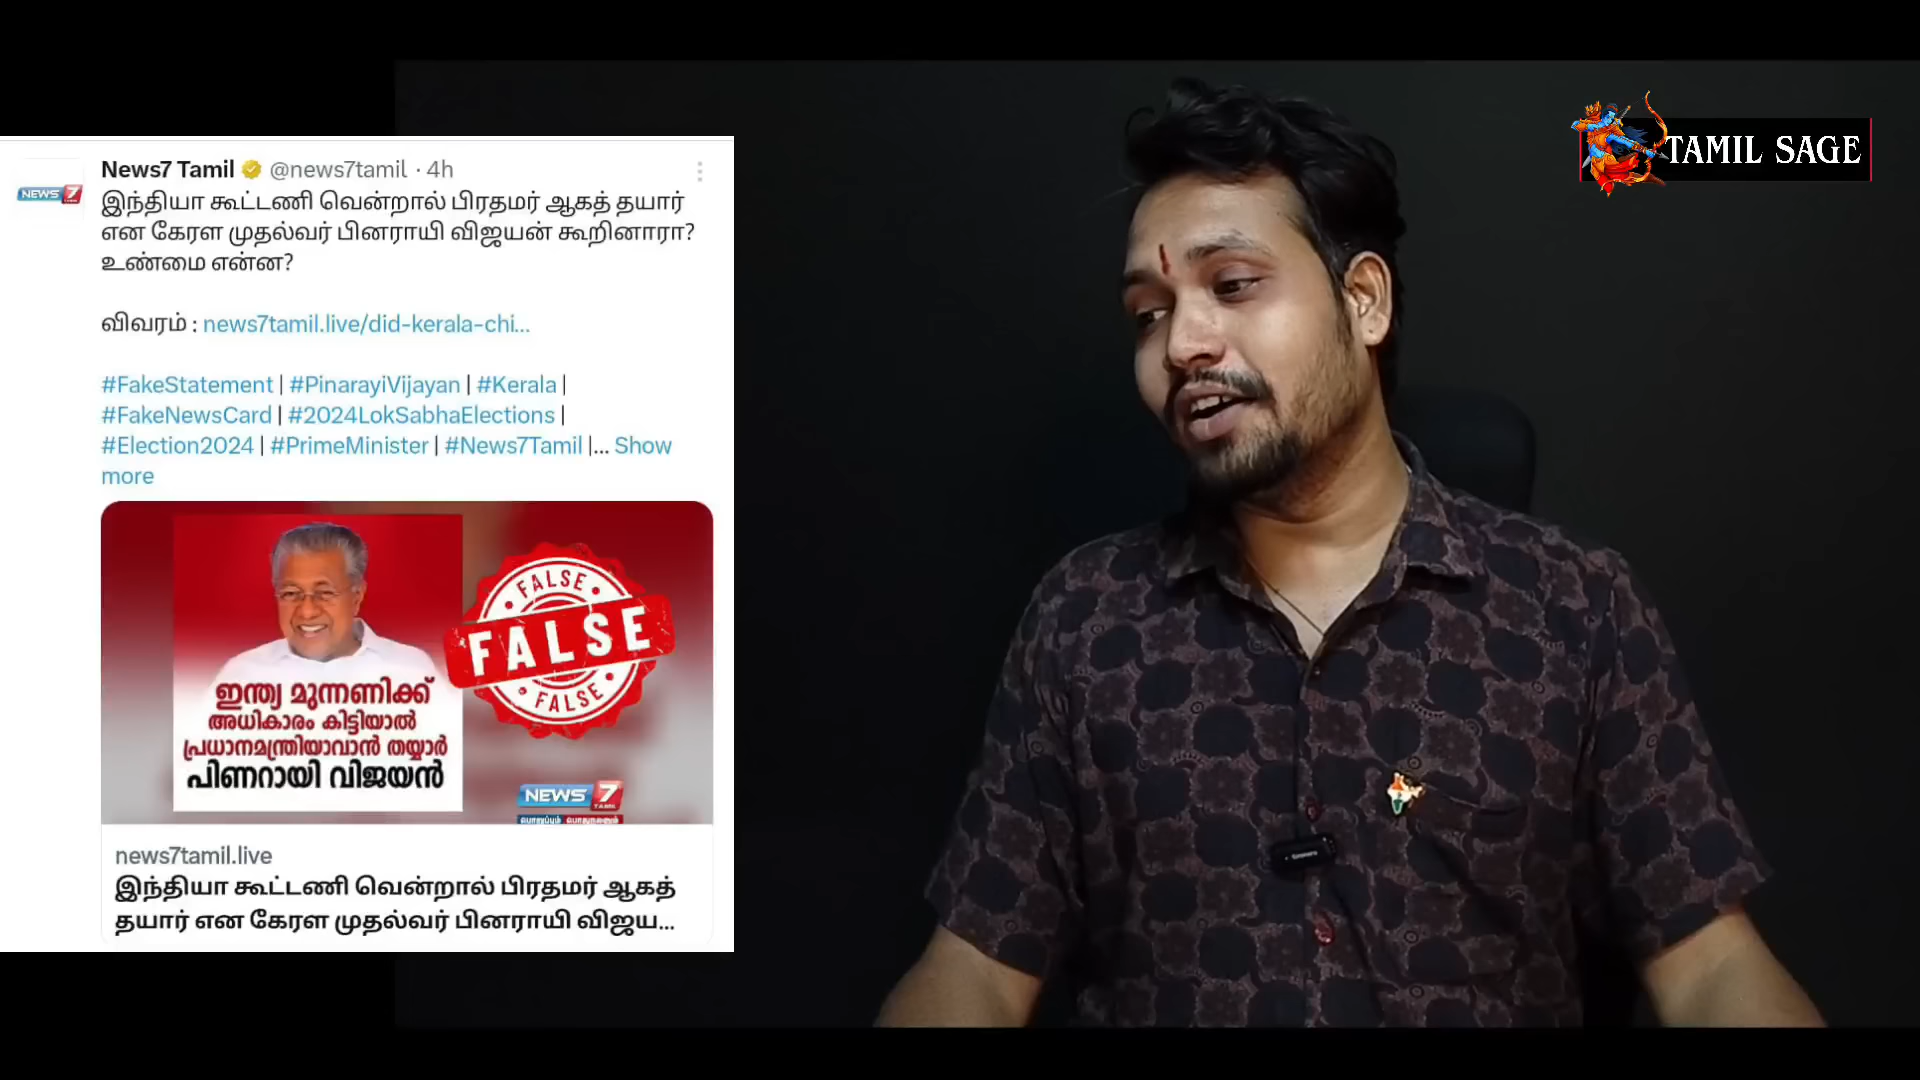 News7 Tamil @news7tamil · 4h
NEWS 7
இந்தியா கூட்டணி வென்றால் பிரதமர் ஆகத் தயார்
என கேரள முதல்வர் பினராயி விஜயன் கூறினாரா?
உண்மை என்ன?
விவரம் : news7tamil.live/did-kerala-chi...
#FakeStatement | #PinarayiVijayan | #Kerala |
#FakeNewsCard | #2024LokSabhaElections |
#Election2024 | #PrimeMinister | #News7Tamil |... Show
more
ഇന്ത്യ മുന്നണിക്ക്
അധികാരം കിട്ടിയാൽ
പ്രധാനമന്ത്രിയാവാൻ തയ്യാർ
പിണറായി വിജയൻ
FALSE
FALSE
FALSE
NEWS 7
TAMIL
news7tamil.live
இந்தியா கூட்டணி வென்றால் பிரதமர் ஆகத்
தயார் என கேரள முதல்வர் பினராயி விஜய...
TAMIL SAGE